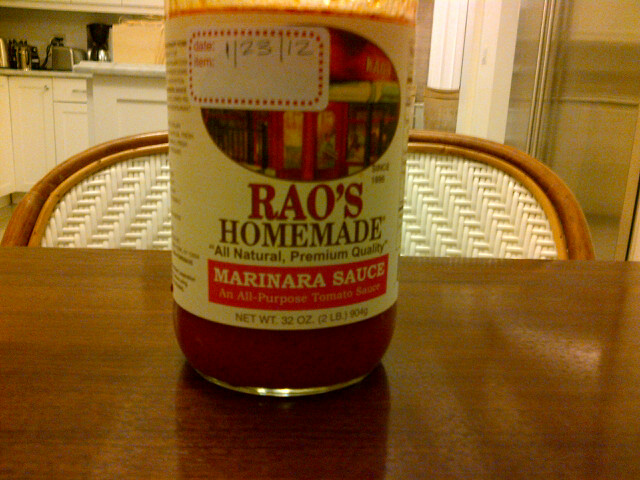 date: 1/23/12
item:
RAO'S
SINCE
1896
RAO'S
HOMEMADE
"All Natural, Premium Quality"
MARINARA SAUCE
An All-Purpose Tomato Sauce
NET WT. 32 OZ. (2 LB.) 904g